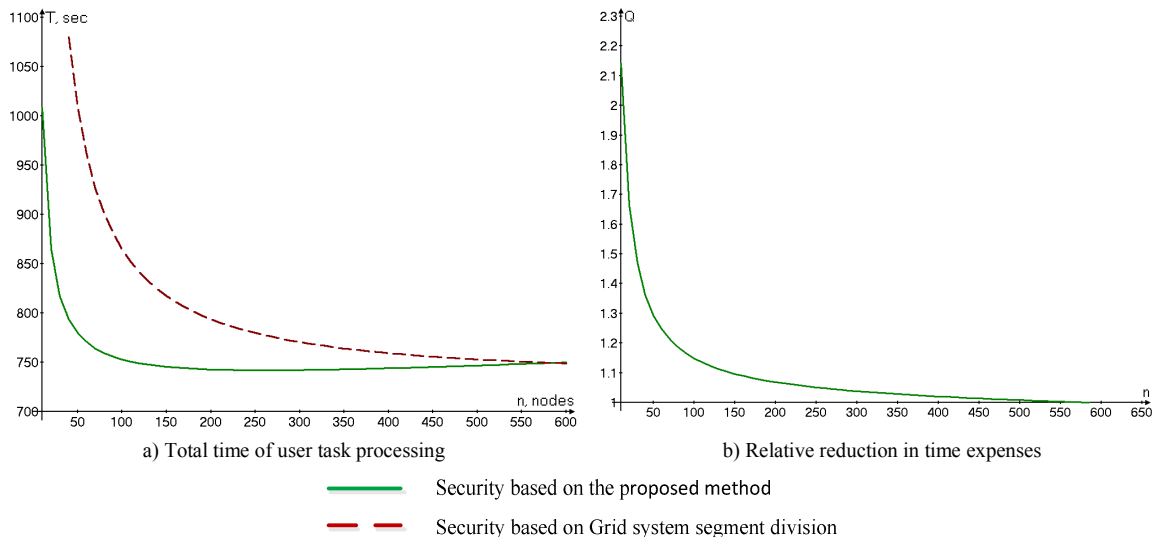 1100 T, sec
1050
1000
950
900
850
800
750
700
50 100 150 200 250 300 350 400 450 500 550 600
n, nodes
a) Total time of user task processing
2.3 Q
2.2
2.1
2
1.9
1.8
1.7
1.6
1.5
1.4
1.3
1.2
1.1
1
50 100 150 200 250 300 350 400 450 500 550 600 650
n
b) Relative reduction in time expenses
Security based on the proposed method
Security based on Grid system segment division